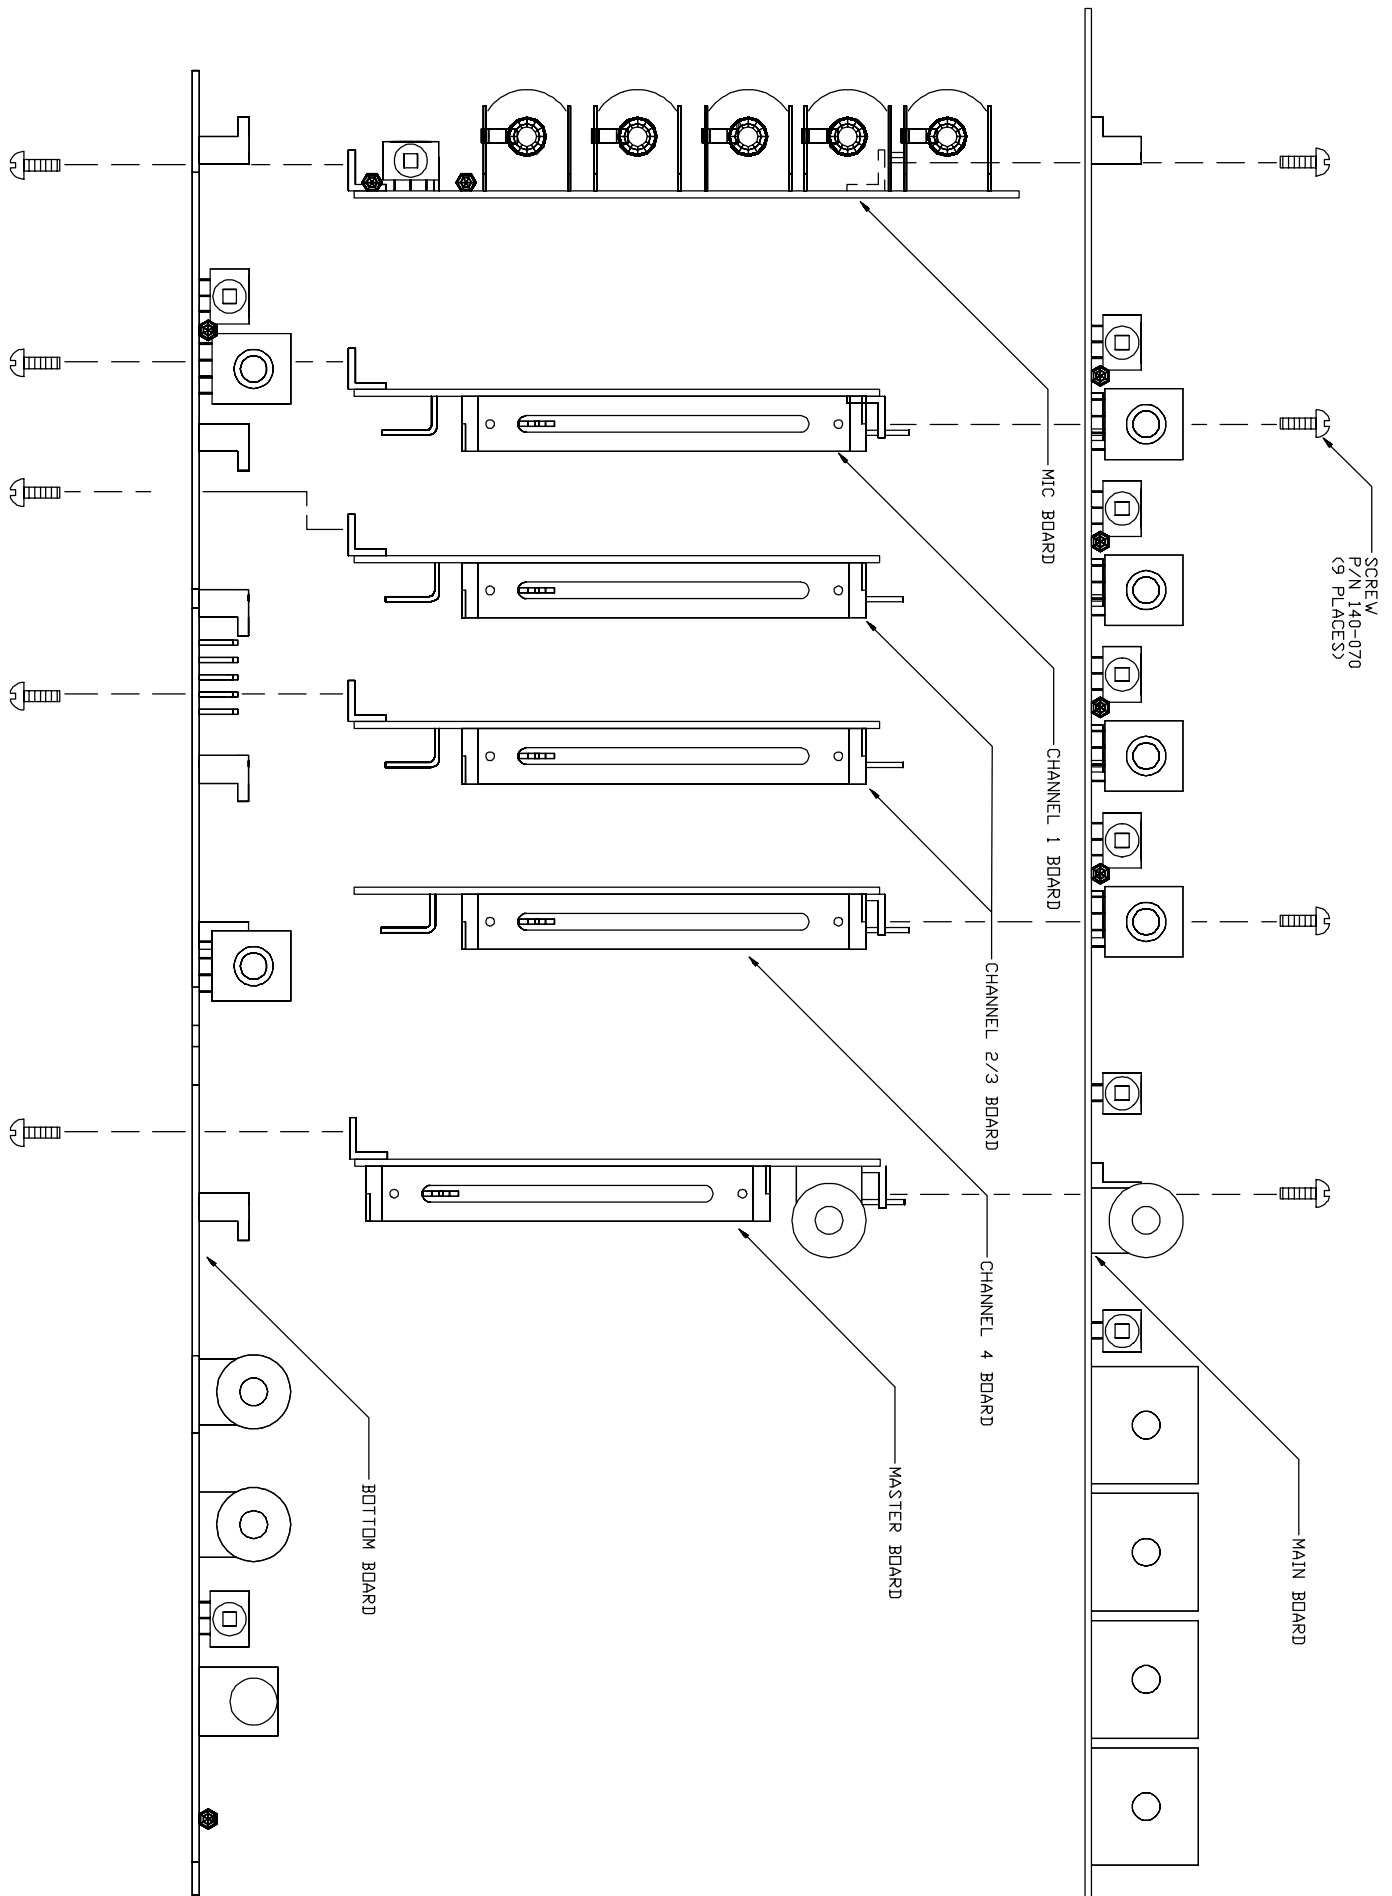 SCREW
P/N 140-070
(9 PLACES)
MIC BOARD
CHANNEL 1 BOARD
CHANNEL 2/3 BOARD
CHANNEL 4 BOARD
MASTER BOARD
MAIN BOARD
BOTTOM BOARD